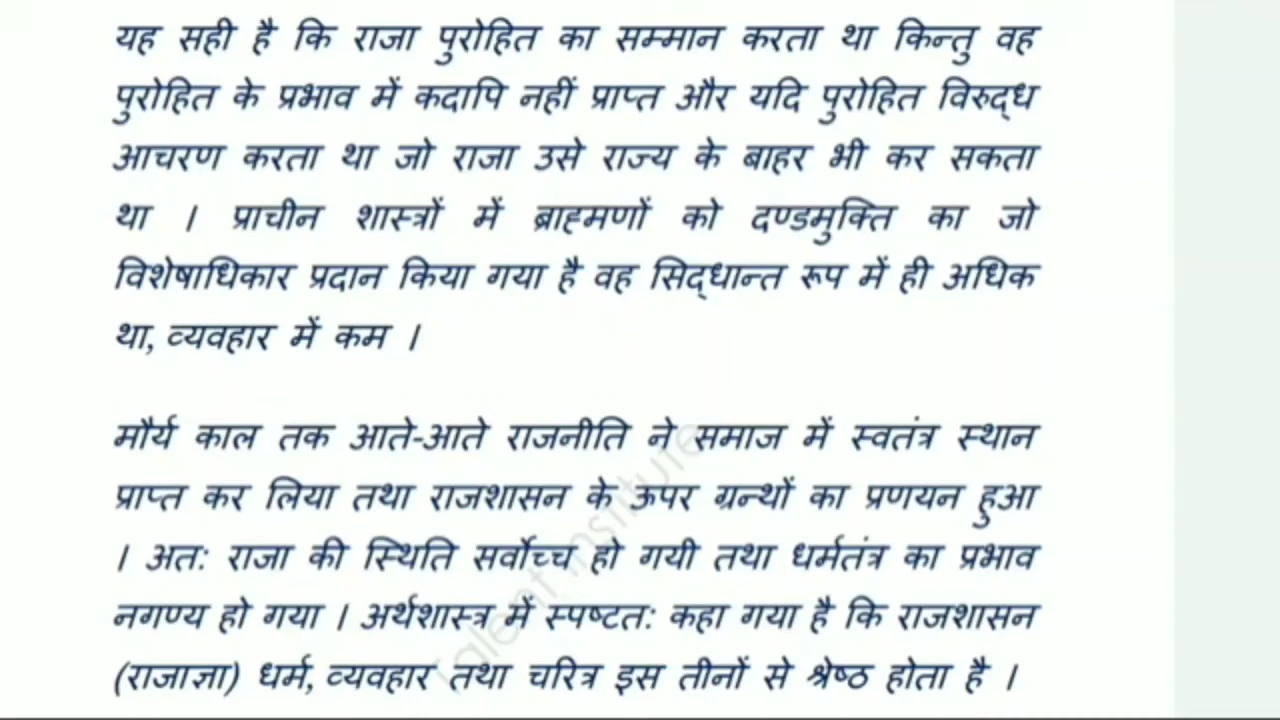 यह सही है कि राजा पुरोहित का सम्मान करता था किन्तु वह
पुरोहित के प्रभाव में कदापि नहीं प्राप्त और यदि पुरोहित विरुद्ध
आचरण करता था जो राजा उसे राज्य के बाहर भी कर सकता
था । प्राचीन शास्त्रों में ब्राह्मणों को दण्डमुक्ति का जो
विशेषाधिकार प्रदान किया गया है वह सिद्धान्त रूप में ही अधिक
था, व्यवहार में कम ।
मौर्य काल तक आते-आते राजनीति ने समाज में स्वतंत्र स्थान
प्राप्त कर लिया तथा राजशासन के ऊपर ग्रन्थों का प्रणयन हुआ
। अत: राजा की स्थिति सर्वोच्च हो गयी तथा धर्मतंत्र का प्रभाव
नगण्य हो गया । अर्थशास्त्र में स्पष्टत: कहा गया है कि राजशासन
(राजाज्ञा) धर्म, व्यवहार तथा चरित्र इस तीनों से श्रेष्ठ होता है ।
Talent Institute